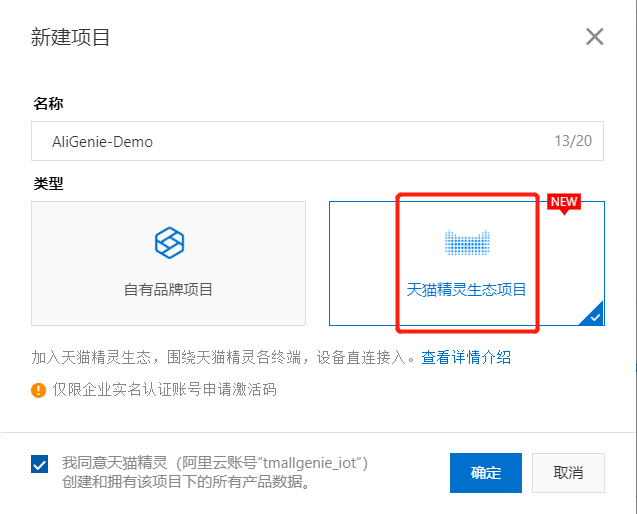 新建项目
名称
AliGenie-Demo
13/20
类型
NEW
自有品牌项目
天猫精灵生态项目
加入天猫精灵生态，围绕天猫精灵各终端，设备直连接入。查看详情介绍
仅限企业实名认证账号申请激活码
我同意天猫精灵（阿里云账号“tmallgenie_iot”）
创建和拥有该项目下的所有产品数据。
确定
取消